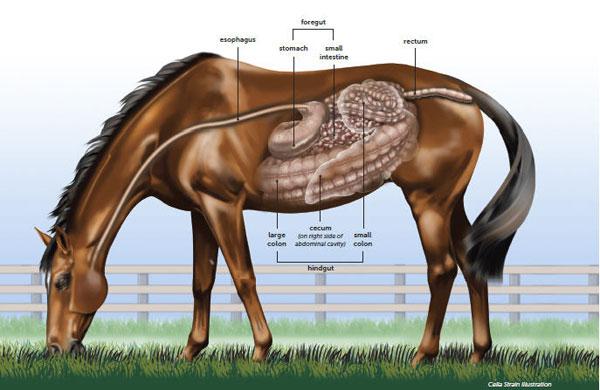 foregut
esophagus
stomach
small
intestine
rectum
large
colon
cecum
(on right side of
abdominal cavity)
small
colon
hindgut
Celia Strain Illustration